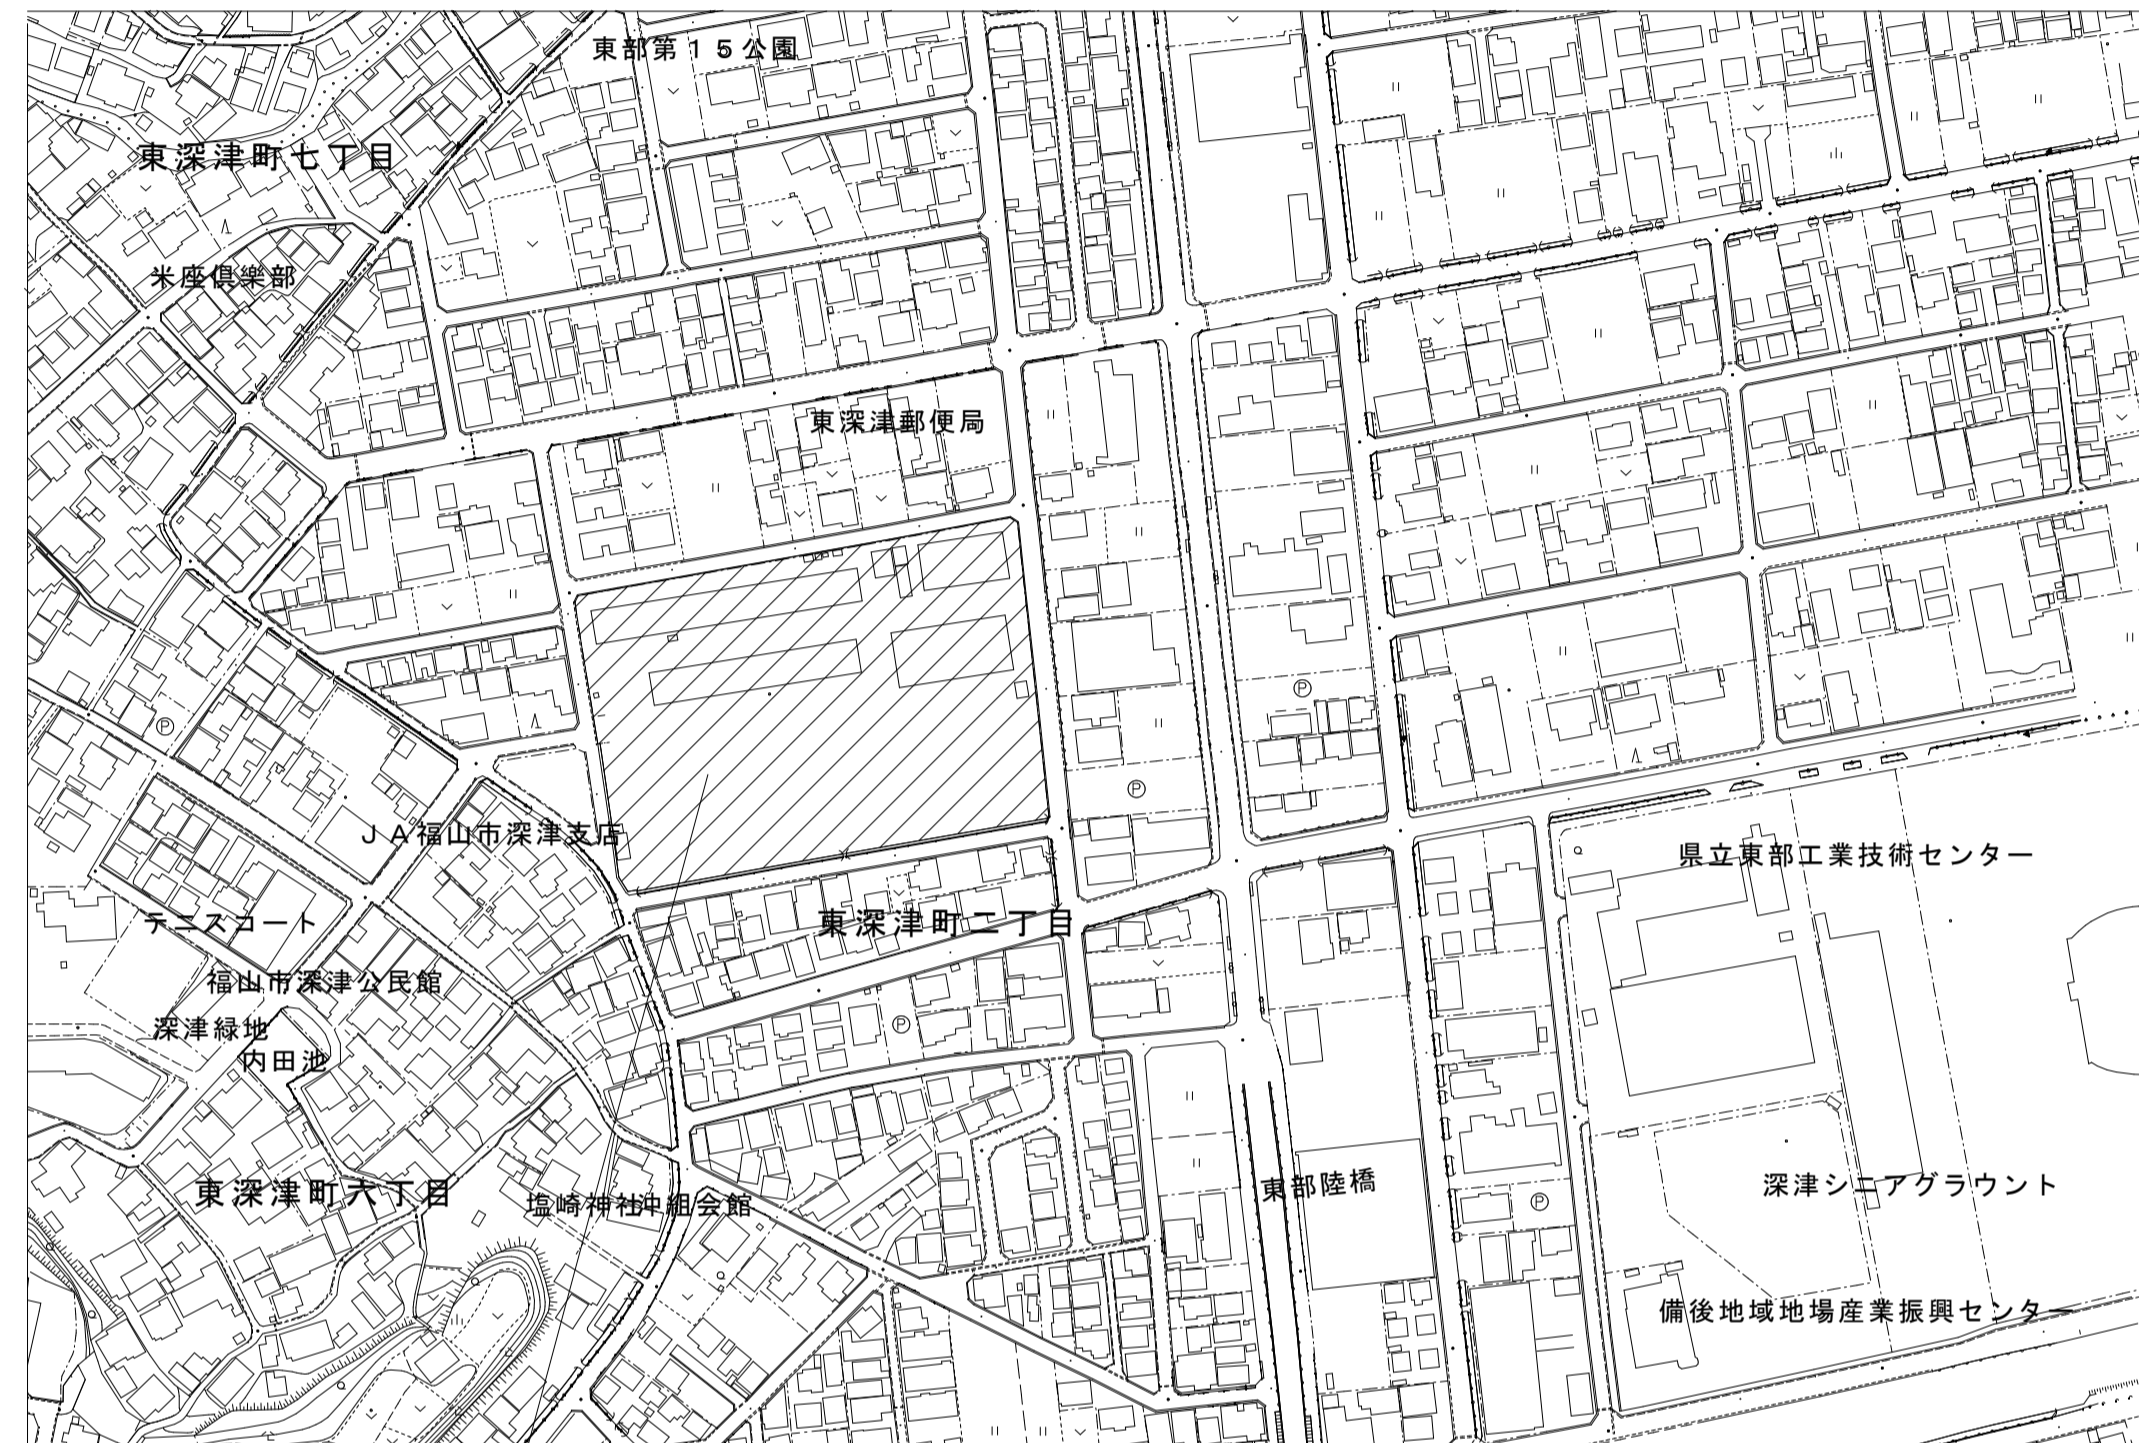 東部第１５公園
東深津町七丁目
米座倶樂部
東深津郵便局
Ｐ
Ｐ
Ｐ
ＪＡ福山市深津支店
県立東部工業技術センター
テニスコート
東深津町二丁目
福山市深津公民館
深津緑地
Ｐ
内田池
東深津町六丁目
塩崎神社沖組会館
東部陸橋
深津シニアグラウント
Ｐ
備後地域地場産業振興センター